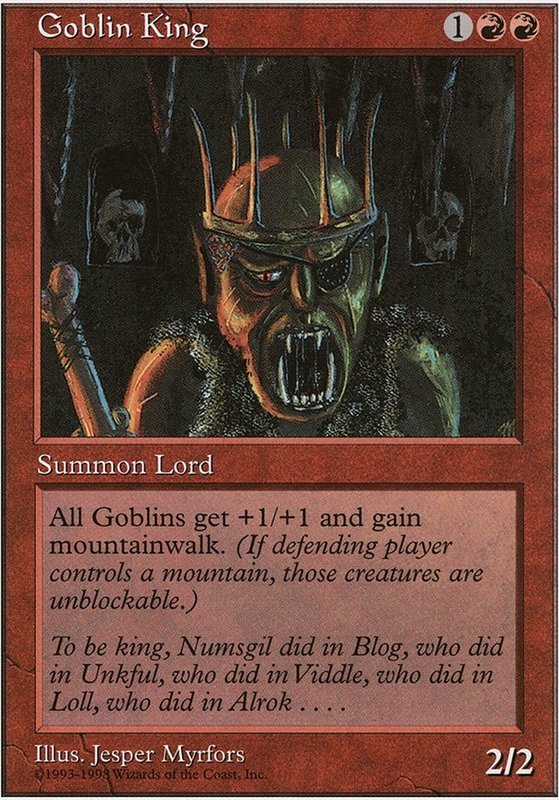 Goblin King 1
Summon Lord
All Goblins get +1/+1 and gain
mountainwalk. (If defending player
controls a mountain, those creatures are
unblockable.)
To be king, Numsgil did in Blog, who did
in Unkful, who did in Viddle, who did in
Loll, who did in Alrok . . . .
Illus. Jesper Myrfors
©1993-1998 Wizards of the Coast, Inc.
2/2